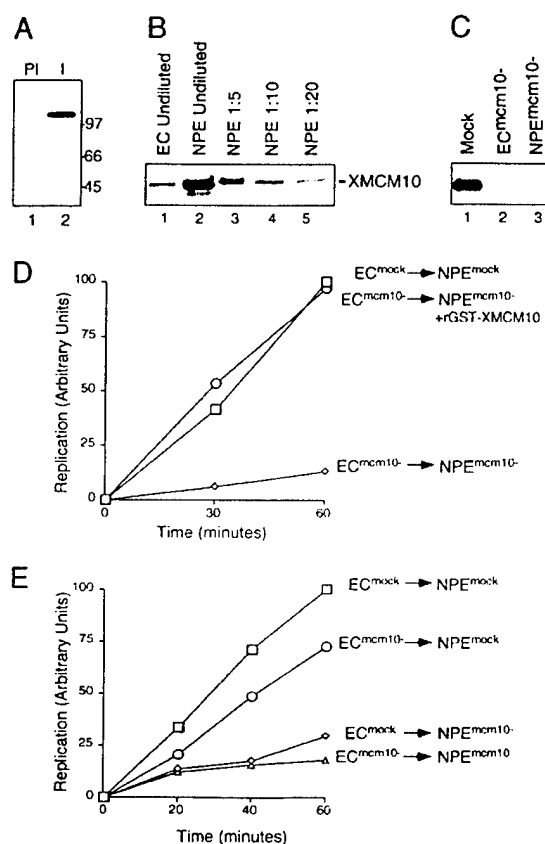 A
PI I
97
66
45
1 2
B
EC Undiluted
NPE Undiluted
NPE 1:5
NPE 1:10
NPE 1:20
-XMCM10
1 2 3 4 5
C
Mock
ECmcm10-
NPEmcm10-
1 2 3
D
Replication (Arbitrary Units)
100
75
50
25
0
0 30 60
Time (minutes)
ECmock → NPEmock
ECmcm10- → NPEmcm10-
+rGST-XMCM10
ECmcm10- → NPEmcm10-
E
Replication (Arbitrary Units)
100
75
50
25
0
0 20 40 60
Time (minutes)
ECmock → NPEmock
ECmcm10- → NPEmock
ECmock → NPEmcm10-
ECmcm10- → NPEmcm10